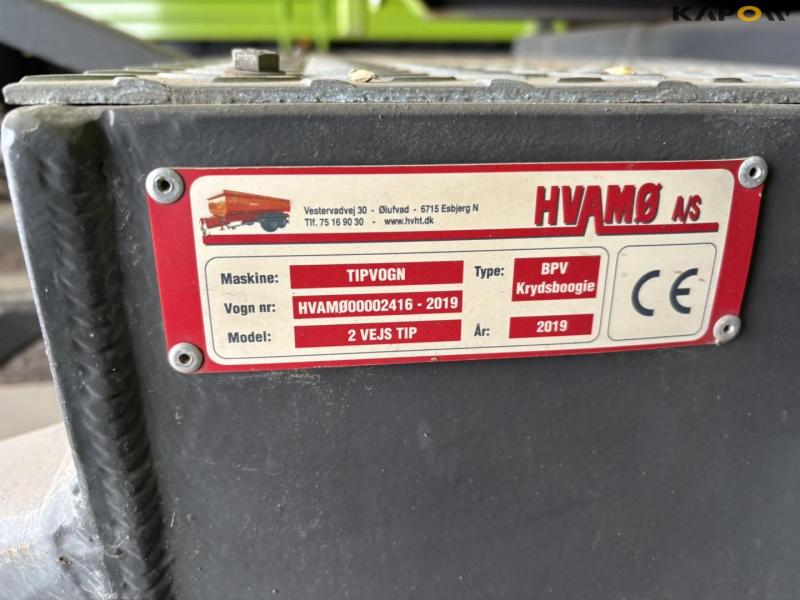 KAPOW
Vestervadvej 30 - Ølufvad - 6715 Esbjerg N
Tlf. 75 16 90 30 - www.hvht.dk
HVAMØ A/S
Maskine: TIPVOGN Type: BPV Krydsboogie
Vogn nr: HVAMØ00002416 - 2019
Model: 2 VEJS TIP År: 2019
CE